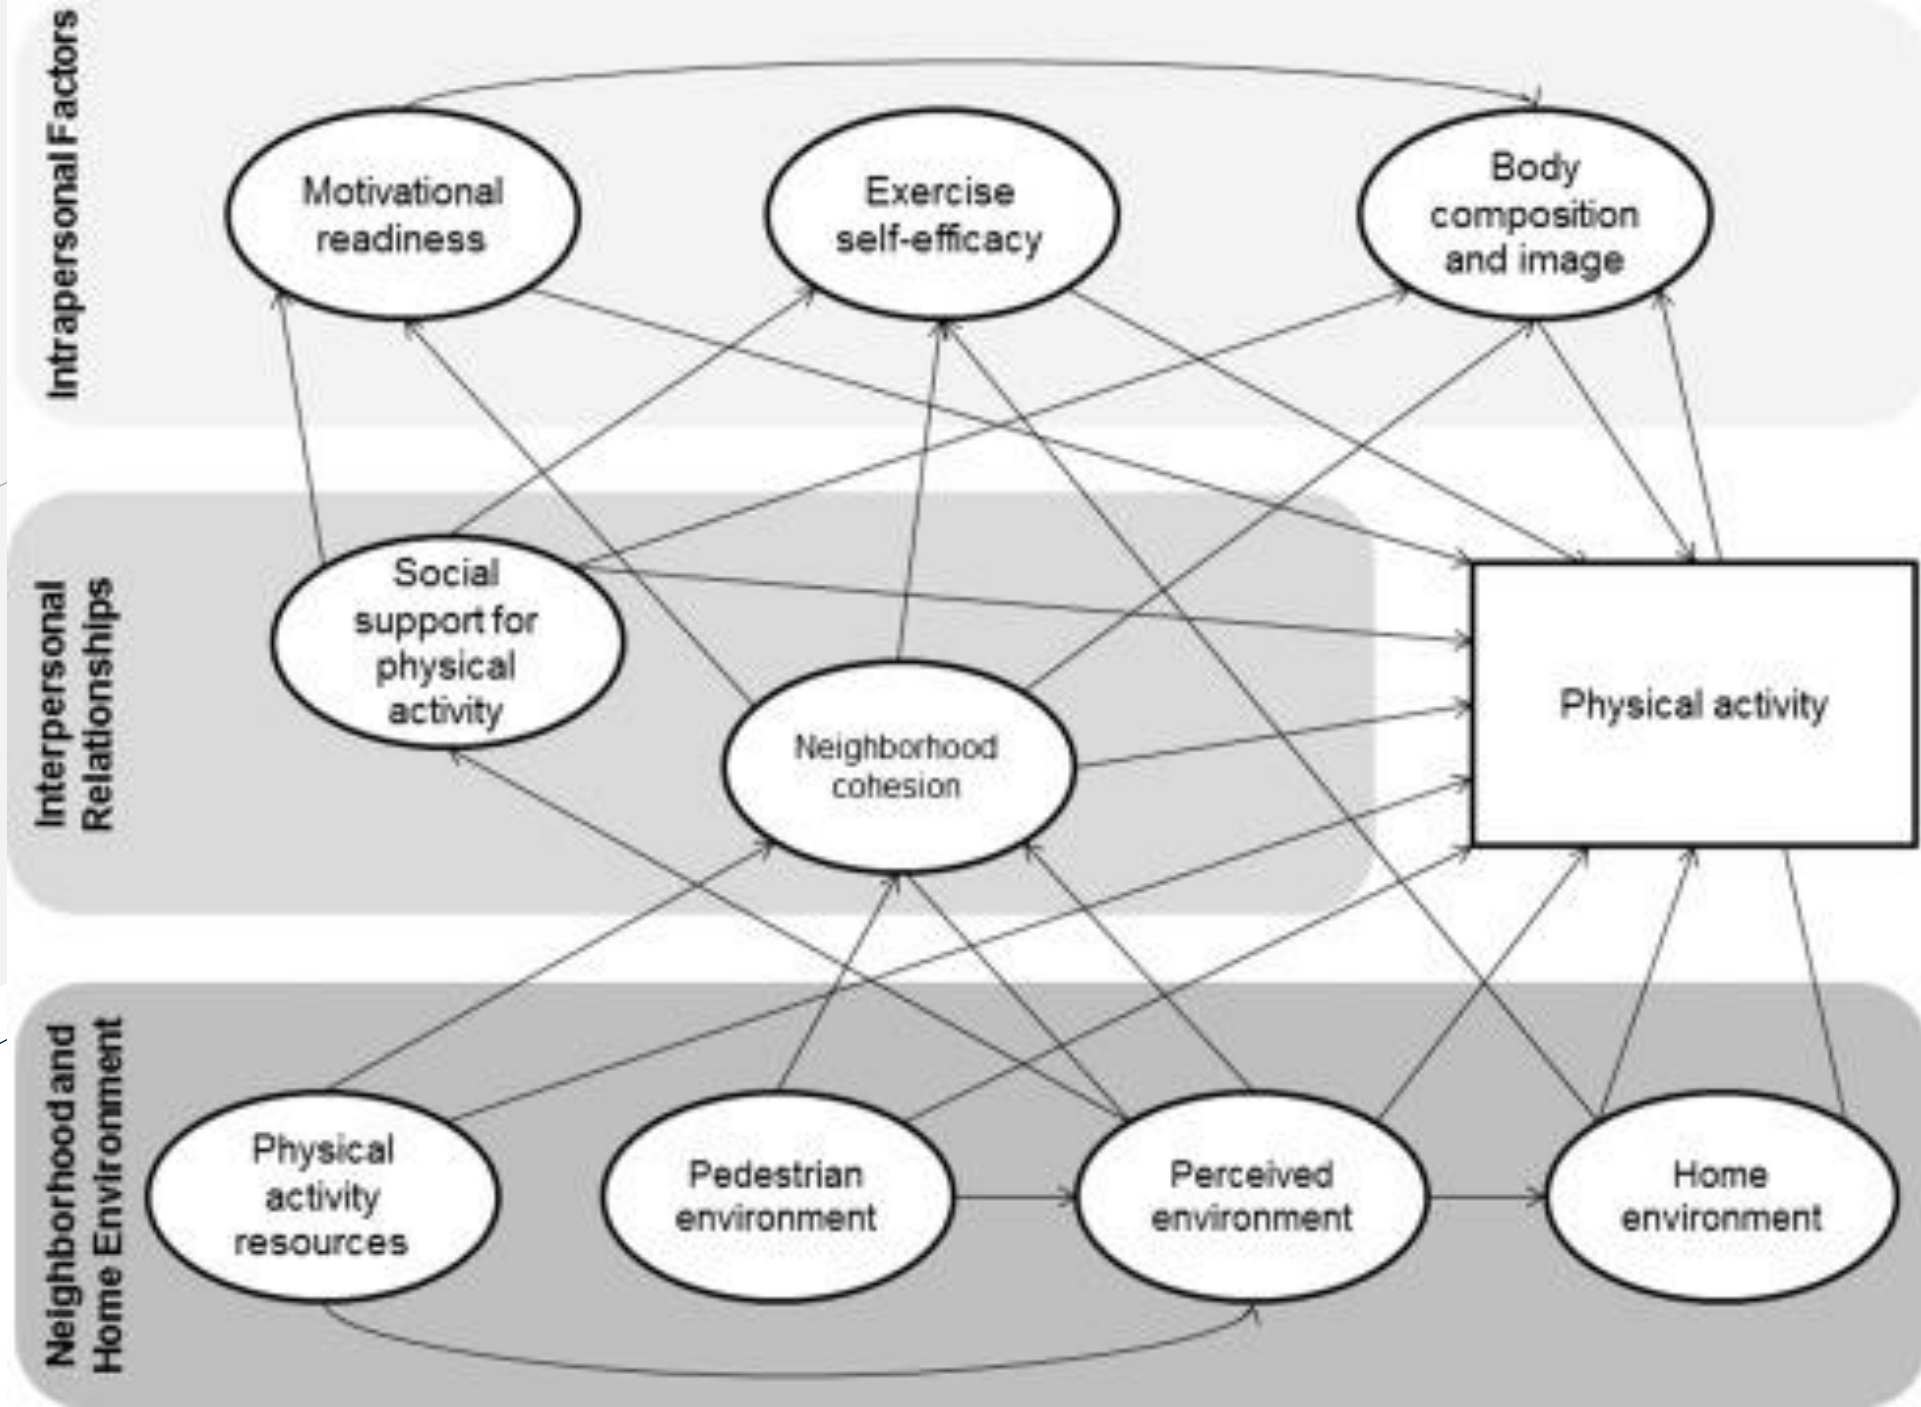 Intrapersonal Factors
Motivational
readiness
Exercise
self-efficacy
Body
composition
and image
Interpersonal
Relationships
Social
support for
physical
activity
Neighborhood
cohesion
Physical activity
Neighborhood and
Home Environment
Physical
activity
resources
Pedestrian
environment
Perceived
environment
Home
environment